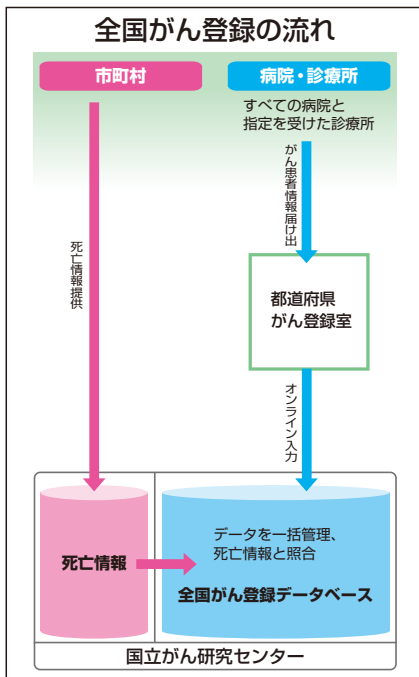 全国がん登録の流れ
市町村
病院・診療所
すべての病院と
指定を受けた診療所
がん患者情報届け出
死亡情報提供
都道府県
がん登録室
オンライン入力
データを一括管理、
死亡情報と照合
死亡情報
全国がん登録データベース
国立がん研究センター